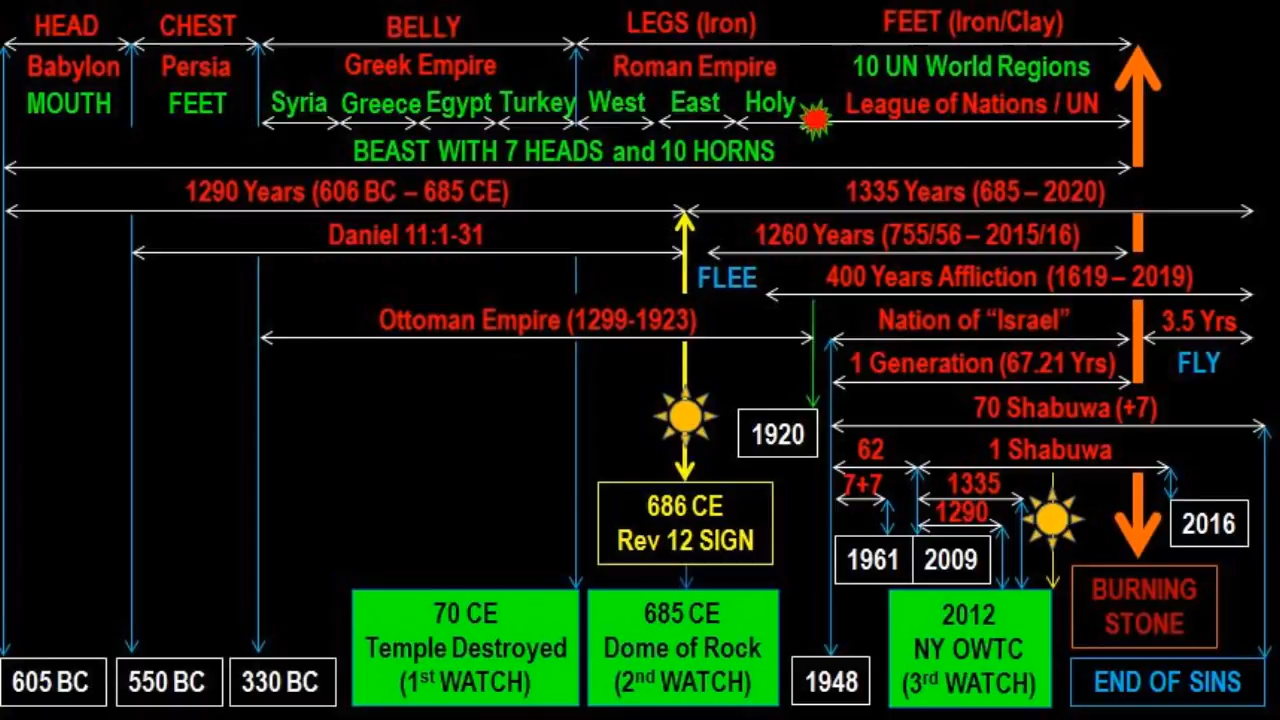 HEAD CHEST BELLY LEGS (Iron) FEET (Iron/Clay)
Babylon Persia Greek Empire Roman Empire 10 UN World Regions
MOUTH FEET Syria Greece Egypt Turkey West East Holy League of Nations / UN
BEAST WITH 7 HEADS and 10 HORNS
1290 Years (606 BC – 685 CE) 1335 Years (685 – 2020)
Daniel 11:1-31 1260 Years (755/56 – 2015/16)
FLEE 400 Years Affliction (1619 – 2019)
Ottoman Empire (1299-1923) Nation of “Israel” 3.5 Yrs
1 Generation (67.21 Yrs) FLY
70 Shabuwa (+7)
1920
62 1 Shabuwa
7+7 1335
1290
686 CE
Rev 12 SIGN
2016
1961 2009
BURNING
STONE
70 CE
Temple Destroyed
(1st WATCH)
685 CE
Dome of Rock
(2nd WATCH)
2012
NY OWTC
(3rd WATCH)
605 BC 550 BC 330 BC 1948 END OF SINS